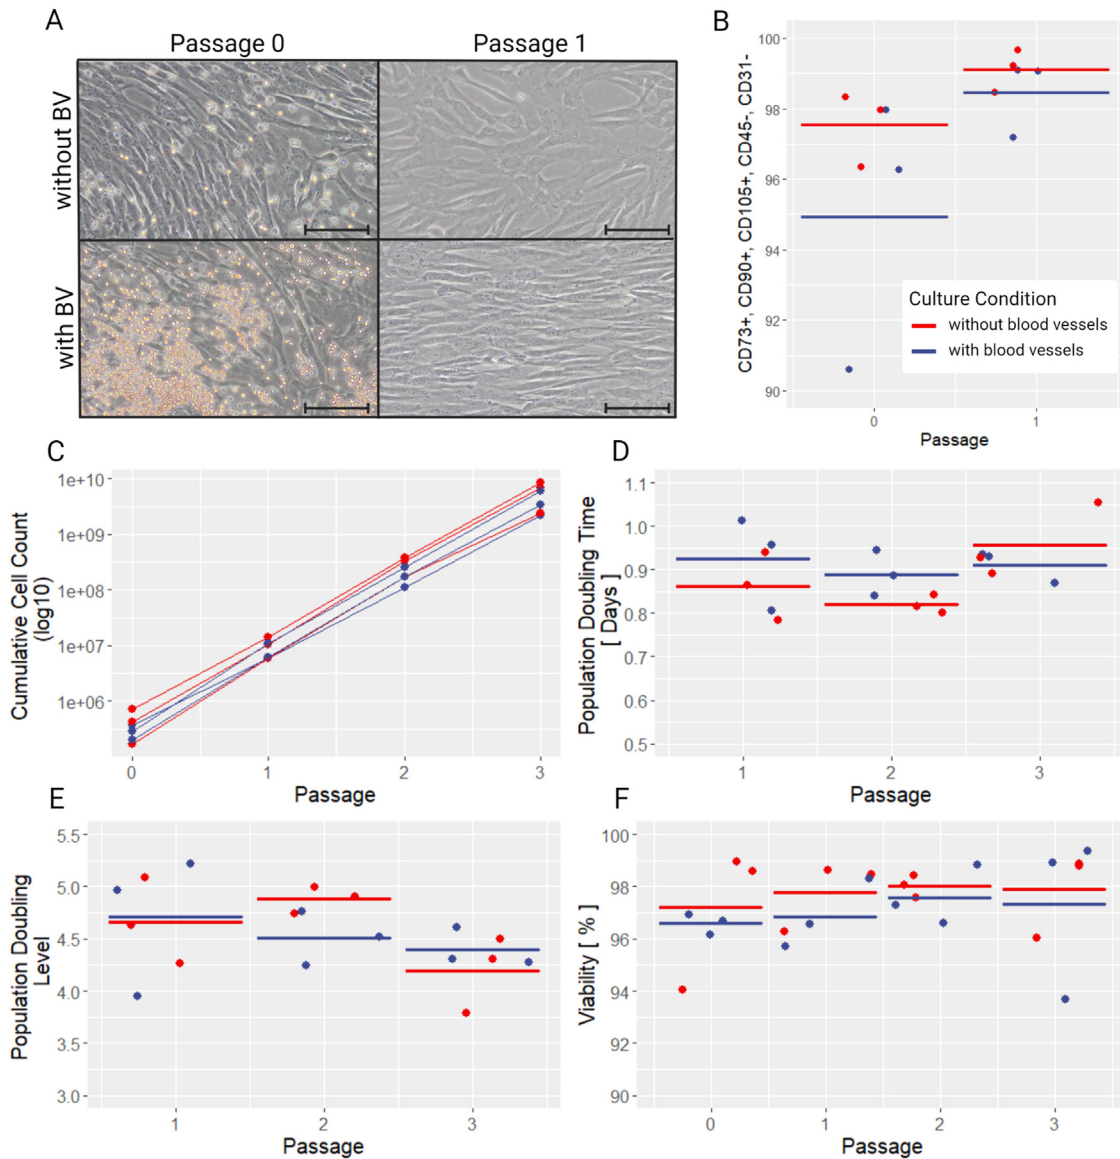 A
Passage 0
Passage 1
without BV
with BV
B
CD73+, CD90+, CD105+, CD45-, CD31-
100
98
96
94
92
90
Culture Condition
without blood vessels
with blood vessels
0
1
Passage
C
Cumulative Cell Count
(log10)
1e+10
1e+09
1e+08
1e+07
1e+06
0
1
2
3
Passage
D
Population Doubling Time
[ Days ]
1.1
1.0
0.9
0.8
0.7
0.6
0.5
1
2
3
Passage
E
Population Doubling
Level
5.5
5.0
4.5
4.0
3.5
3.0
1
2
3
Passage
F
Viability [ % ]
100
98
96
94
92
90
0
1
2
3
Passage